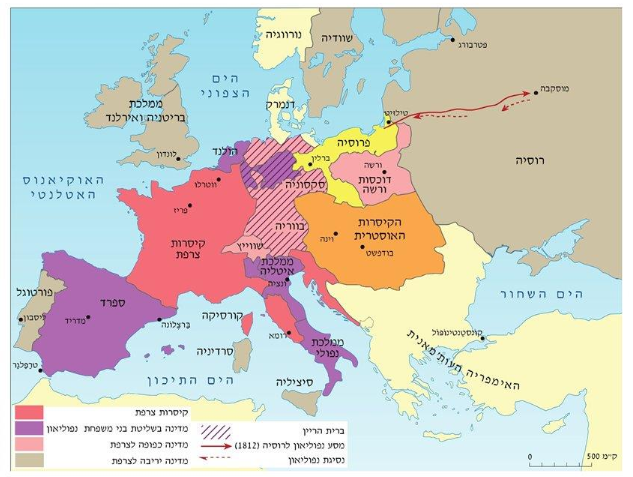 נורווגיה
שוודיה
פטרבורג
הים
הצפוני
דנמרק
מוסקבה
ממלכת
בריטניה ואירלנד
טילזיט
לונדון
הולנד
פרוסיה
ברלין
ורשה
דוכסות
ורשה
רוסיה
האוקיאנוס
האטלנטי
ווטרלו
סקסוניה
פריז
קיסרות
צרפת
בווריה
הקיסרות
האוסטרית
וינה
בודפשט
שווייץ
ממלכת
איטליה
ונציה
הים השחור
פורטוגל
ליסבון
ספרד
מדריד
ברצלונה
קורסיקה
רומא
ממלכת
נפולי
קונסטנטינופול
האימפריה העות'מאנית
סרדיניה
טרפלגר
הים התיכון
סיציליה
קיסרות צרפת
מדינה בשליטת בני משפחת נפוליאון
מדינה כפופה לצרפת
מדינה יריבה לצרפת
ברית הריין
מסע נפוליאון לרוסיה (1812)
נסיגת נפוליאון
0 500 ק"מ